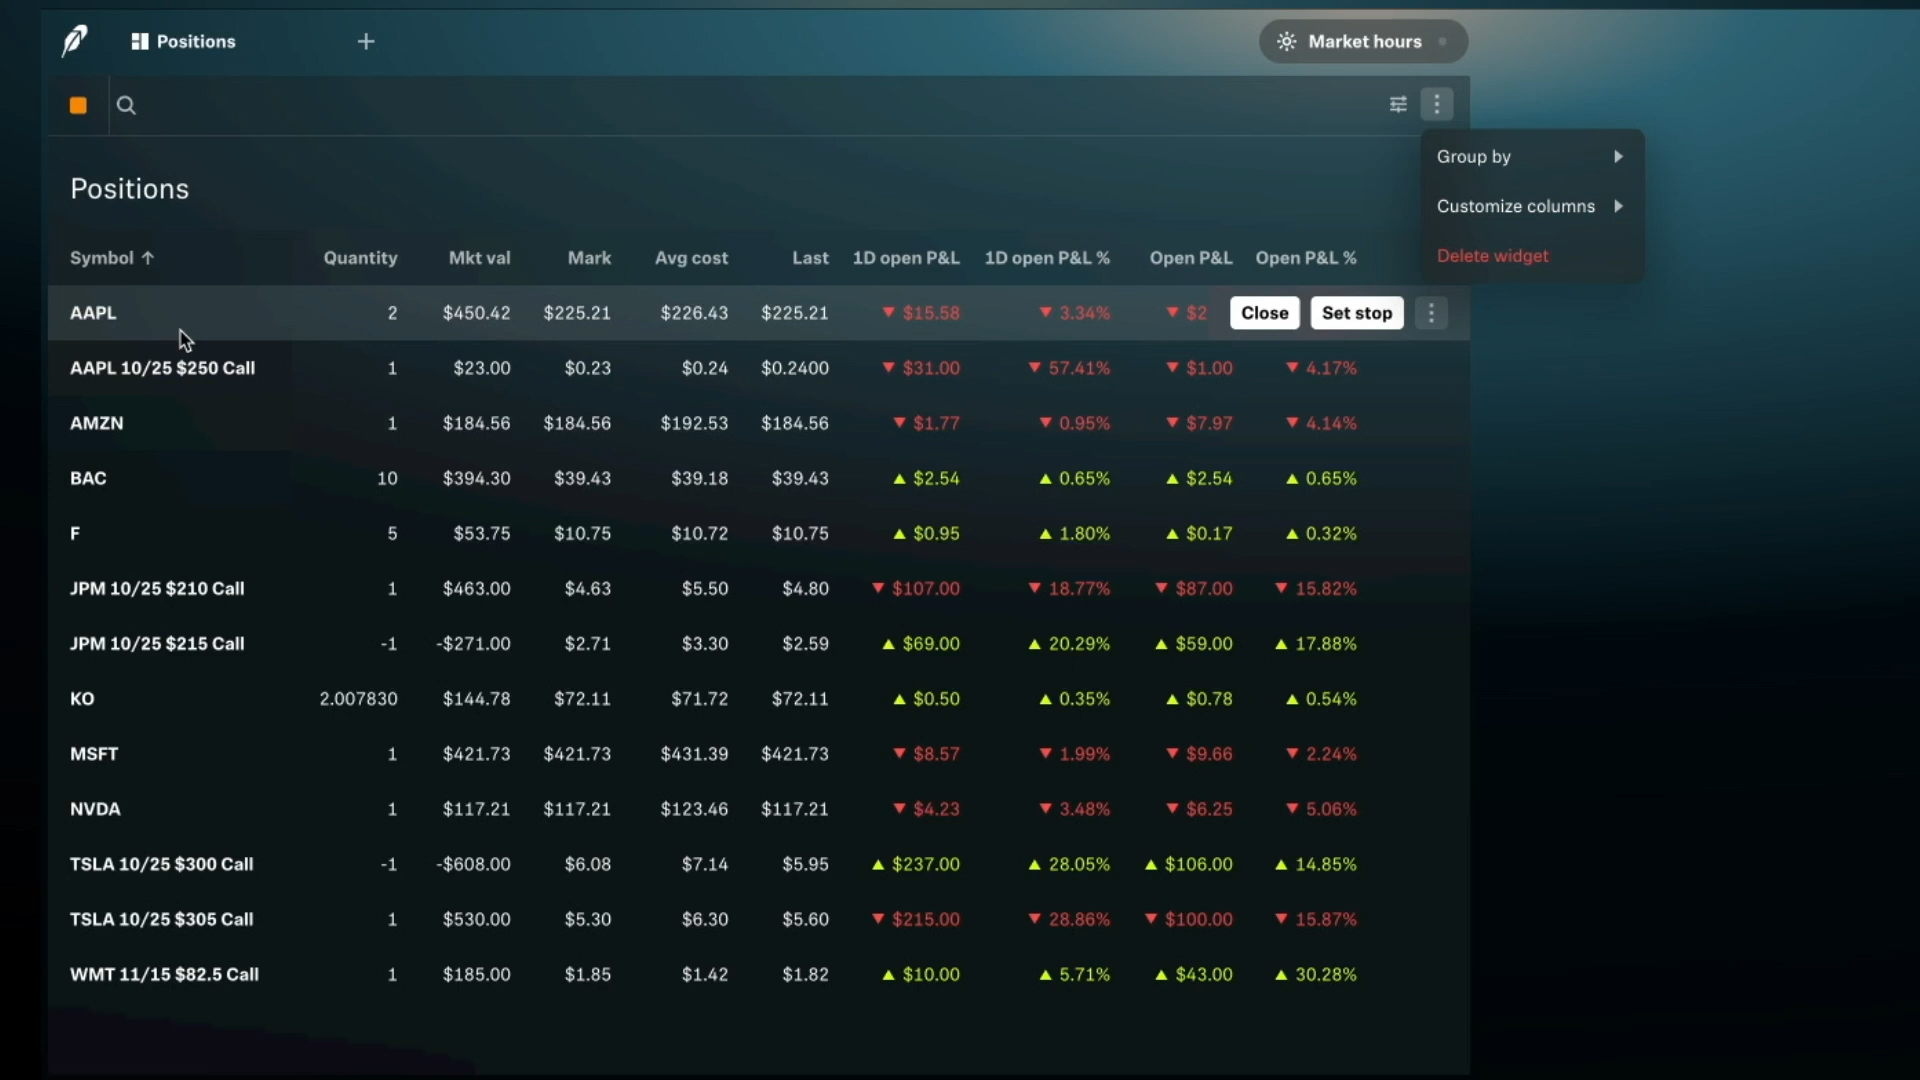 Positions
+
Market hours
Group by
Customize columns
Delete widget
Positions
Symbol ↑ Quantity Mkt val Mark Avg cost Last 1D open P&L 1D open P&L % Open P&L Open P&L %
AAPL 2 $450.42 $225.21 $226.43 $225.21 ▼ $15.58 ▼ 3.34% ▼ $2 Close Set stop
AAPL 10/25 $250 Call 1 $23.00 $0.23 $0.24 $0.2400 ▼ $31.00 ▼ 57.41% ▼ $1.00 ▼ 4.17%
AMZN 1 $184.56 $184.56 $192.53 $184.56 ▼ $1.77 ▼ 0.95% ▼ $7.97 ▼ 4.14%
BAC 10 $394.30 $39.43 $39.18 $39.43 ▲ $2.54 ▲ 0.65% ▲ $2.54 ▲ 0.65%
F 5 $53.75 $10.75 $10.72 $10.75 ▲ $0.95 ▲ 1.80% ▲ $0.17 ▲ 0.32%
JPM 10/25 $210 Call 1 $463.00 $4.63 $5.50 $4.80 ▼ $107.00 ▼ 18.77% ▼ $87.00 ▼ 15.82%
JPM 10/25 $215 Call -1 -$271.00 $2.71 $3.30 $2.59 ▲ $69.00 ▲ 20.29% ▲ $59.00 ▲ 17.88%
KO 2.007830 $144.78 $72.11 $71.72 $72.11 ▲ $0.50 ▲ 0.35% ▲ $0.78 ▲ 0.54%
MSFT 1 $421.73 $421.73 $431.39 $421.73 ▼ $8.57 ▼ 1.99% ▼ $9.66 ▼ 2.24%
NVDA 1 $117.21 $117.21 $123.46 $117.21 ▼ $4.23 ▼ 3.48% ▼ $6.25 ▼ 5.06%
TSLA 10/25 $300 Call -1 -$608.00 $6.08 $7.14 $5.95 ▲ $237.00 ▲ 28.05% ▲ $106.00 ▲ 14.85%
TSLA 10/25 $305 Call 1 $530.00 $5.30 $6.30 $5.60 ▼ $215.00 ▼ 28.86% ▼ $100.00 ▼ 15.87%
WMT 11/15 $82.5 Call 1 $185.00 $1.85 $1.42 $1.82 ▲ $10.00 ▲ 5.71% ▲ $43.00 ▲ 30.28%